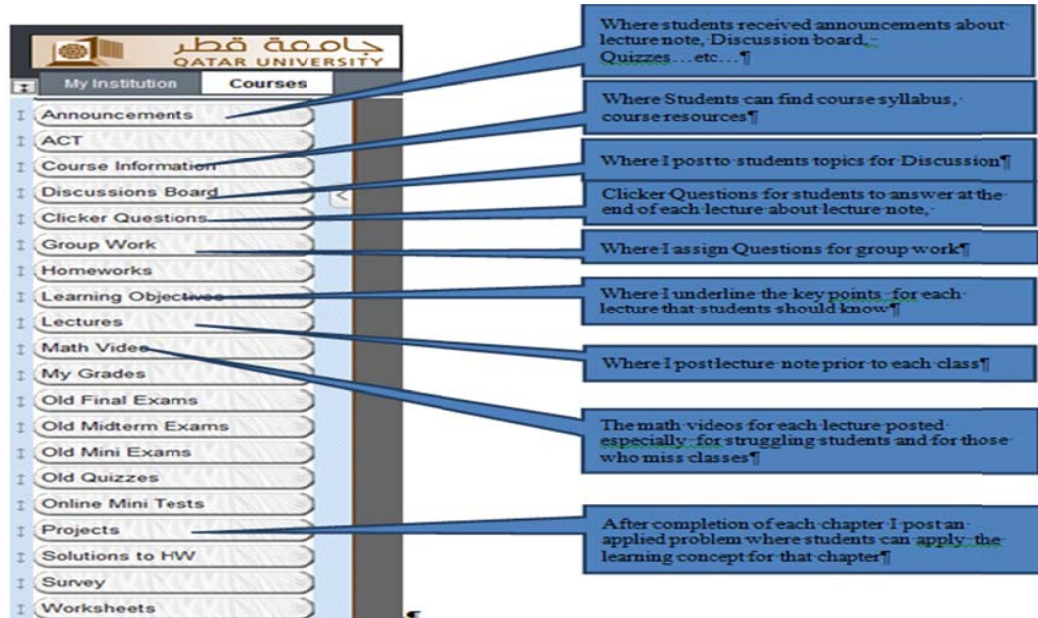 جامعة قطر
QATAR UNIVERSITY
My Institution
Courses
Announcements
ACT
Course Information
Discussions Board
Clicker Questions
Group Work
Homeworks
Learning Objectives
Lectures
Math Video
My Grades
Old Final Exams
Old Midterm Exams
Old Mini Exams
Old Quizzes
Online Mini Tests
Projects
Solutions to HW
Survey
Worksheets
Where students received announcements about
lecture note, Discussion board,
Quizzes…etc…¶
Where Students can find course syllabus,
course resources¶
Where I post to students topics for Discussion¶
Clicker Questions for students to answer at the
end of each lecture about lecture note,
Where I assign Questions for group work¶
Where I underline the key points for each
lecture that students should know¶
Where I post lecture note prior to each class¶
The math videos for each lecture posted
especially for struggling students and for those
who miss classes¶
After completion of each chapter I post an
applied problem where students can apply the
learning concept for that chapter¶
¶